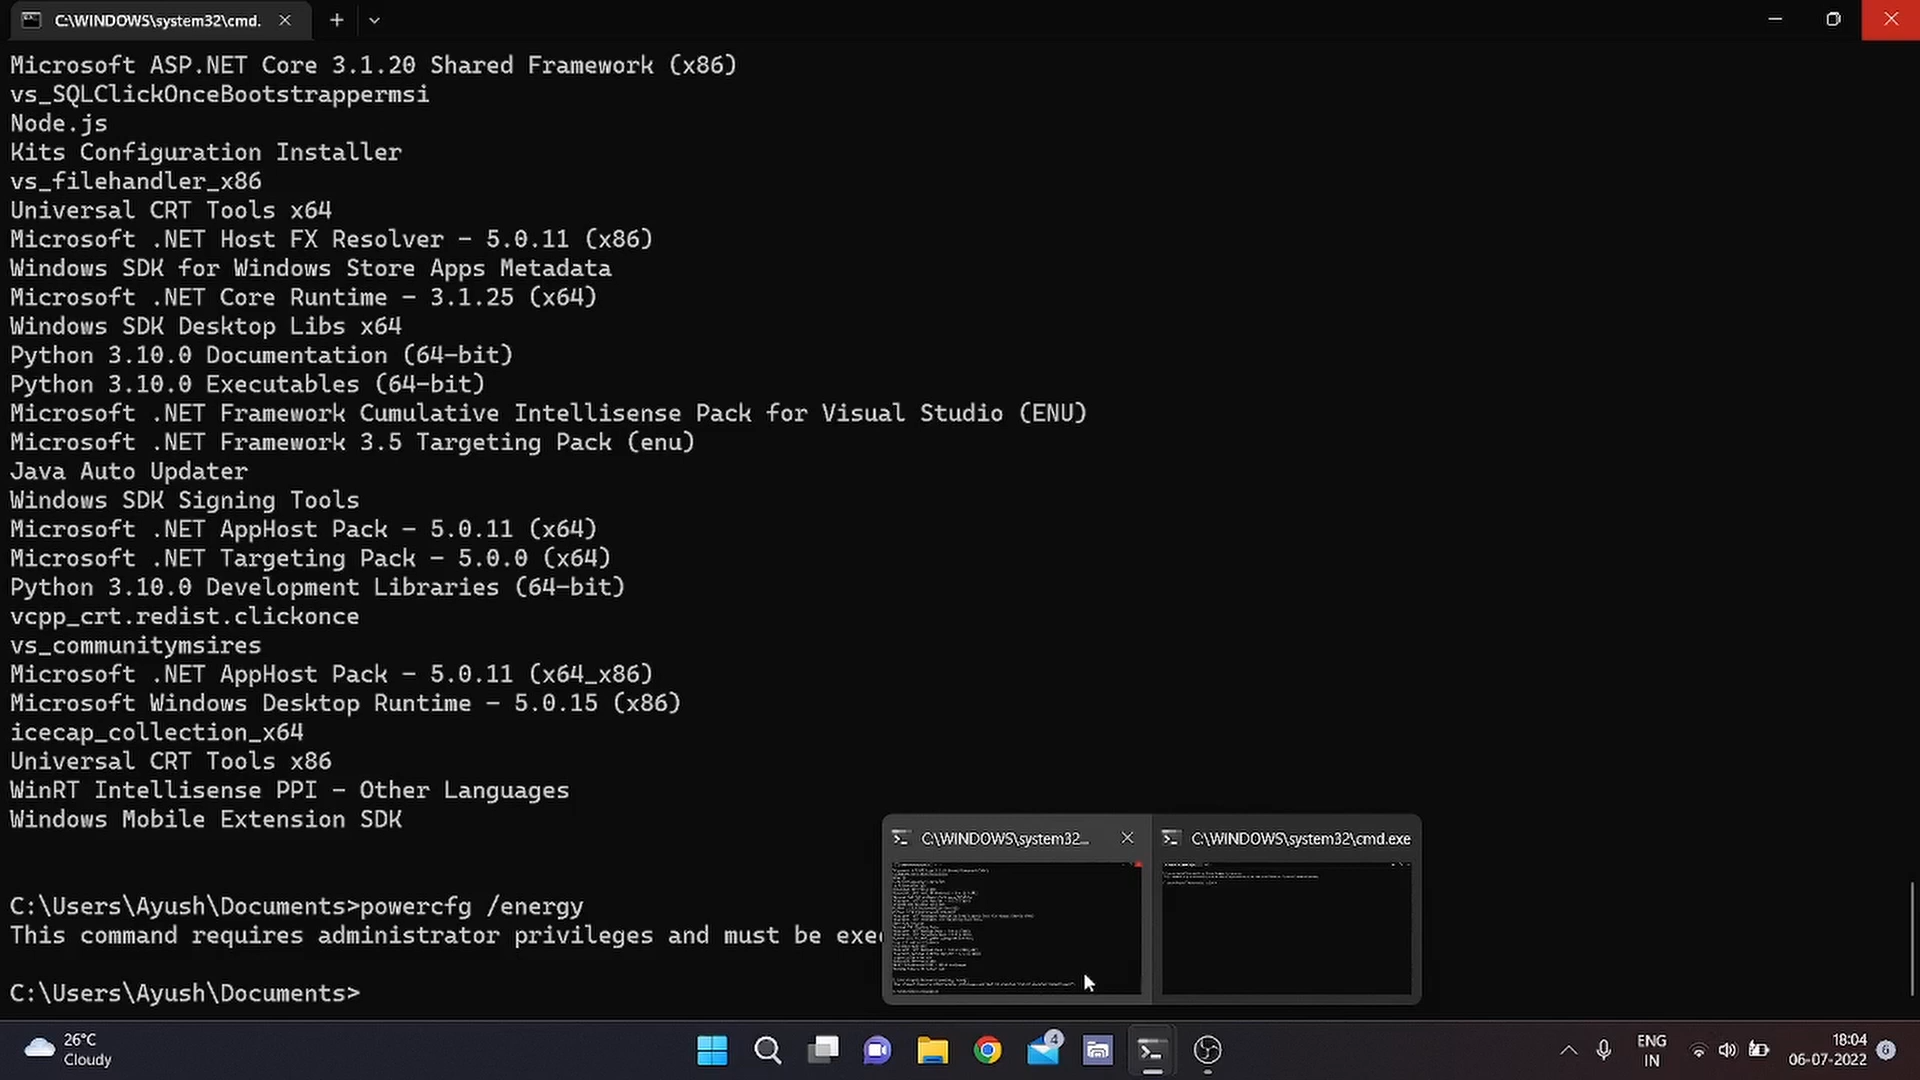 C:\WINDOWS\system32\cmd.
Microsoft ASP.NET Core 3.1.20 Shared Framework (x86)
vs_SQLClickOnceBootstrappermsi
Node.js
Kits Configuration Installer
vs_filehandler_x86
Universal CRT Tools x64
Microsoft .NET Host FX Resolver - 5.0.11 (x86)
Windows SDK for Windows Store Apps Metadata
Microsoft .NET Core Runtime - 3.1.25 (x64)
Windows SDK Desktop Libs x64
Python 3.10.0 Documentation (64-bit)
Python 3.10.0 Executables (64-bit)
Microsoft .NET Framework Cumulative Intellisense Pack for Visual Studio (ENU)
Microsoft .NET Framework 3.5 Targeting Pack (enu)
Java Auto Updater
Windows SDK Signing Tools
Microsoft .NET AppHost Pack - 5.0.11 (x64)
Microsoft .NET Targeting Pack - 5.0.0 (x64)
Python 3.10.0 Development Libraries (64-bit)
vcpp_crt.redist.clickonce
vs_communitymsires
Microsoft .NET AppHost Pack - 5.0.11 (x64_x86)
Microsoft Windows Desktop Runtime - 5.0.15 (x86)
icecap_collection_x64
Universal CRT Tools x86
WinRT Intellisense PPI - Other Languages
Windows Mobile Extension SDK
C:\WINDOWS\system32...
C:\WINDOWS\system32\cmd.exe
C:\Users\Ayush\Documents>powercfg /energy
This command requires administrator privileges and must be exec
C:\Users\Ayush\Documents>
26°C
Cloudy
4
ENG
IN
18:04
06-07-2022
6